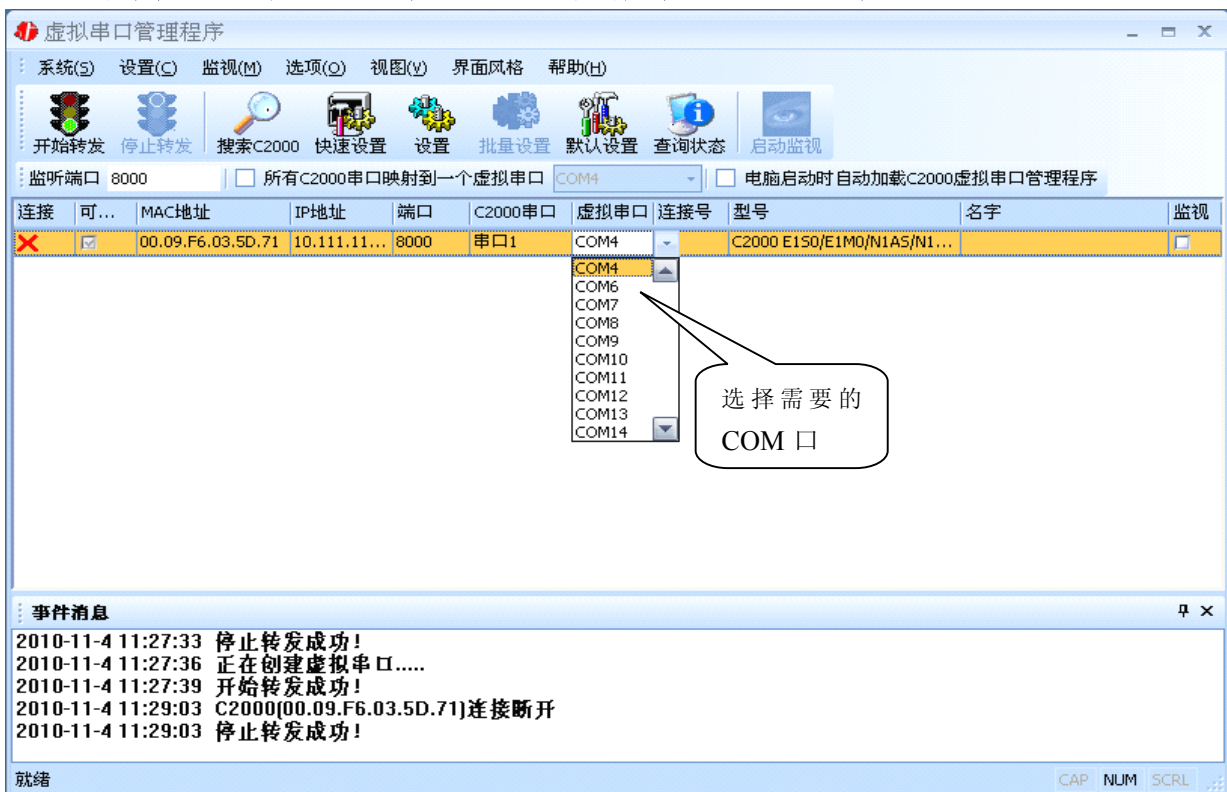 虚拟串口管理程序
系统(S) 设置(C) 监视(M) 选项(O) 视图(V) 界面风格 帮助(H)
开始转发 停止转发 搜索C2000 快速设置 设置 批量设置 默认设置 查询状态 启动监视
监听端口 8000 所有C2000串口映射到一个虚拟串口 COM4 电脑启动时自动加载C2000虚拟串口管理程序
连接 可... MAC地址 IP地址 端口 C2000串口 虚拟串口 连接号 型号 名字 监视
00.09.F6.03.5D.71 10.111.11... 8000 串口1 COM4 C2000 E1S0/E1M0/N1AS/N1...
COM4
COM6
COM7
COM8
COM9
COM10
COM11
COM12
COM13
COM14
选择需要的
COM 口
事件消息
2010-11-4 11:27:33 停止转发成功!
2010-11-4 11:27:36 正在创建虚拟串口.....
2010-11-4 11:27:39 开始转发成功!
2010-11-4 11:29:03 C2000(00.09.F6.03.5D.71)连接断开
2010-11-4 11:29:03 停止转发成功!
就绪 CAP NUM SCRL